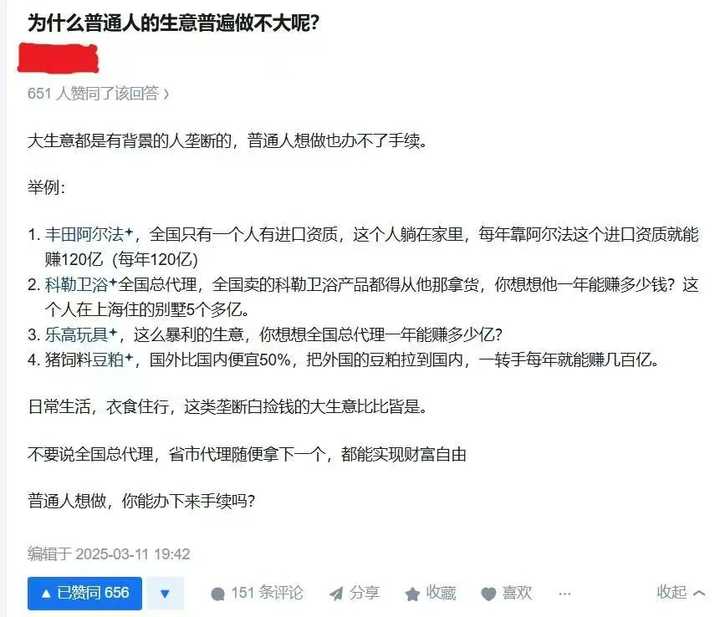 为什么普通人的生意普遍做不大呢?
651 人赞同了该回答 >
大生意都是有背景的人垄断的，普通人想做也办不了手续。
举例：
1. 丰田阿尔法✦，全国只有一个人有进口资质，这个人躺在家里，每年靠阿尔法这个进口资质就能
赚120亿（每年120亿)
2. 科勒卫浴✦全国总代理，全国卖的科勒卫浴产品都得从他那拿货，你想想他一年能赚多少钱？这
个人在上海住的别墅5个多亿。
3. 乐高玩具✦，这么暴利的生意，你想想全国总代理一年能赚多少亿？
4. 猪饲料豆粕✦，国外比国内便宜50%，把外国的豆粕拉到国内，一转手每年就能赚几百亿。
日常生活，衣食住行，这类垄断白捡钱的大生意比比皆是。
不要说全国总代理，省市代理随便拿下一个，都能实现财富自由
普通人想做，你能办下来手续吗？
编辑于 2025-03-11 19:42
▲ 已赞同 656 ▼ 151 条评论 分享 收藏 喜欢 ··· 收起